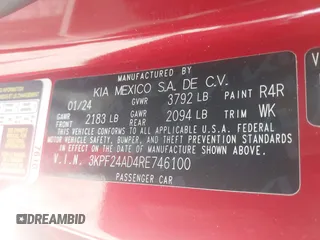 MANUFACTURED BY
KIA MEXICO S.A. DE C.V.
01/24 GVWR 3792 LB PAINT R4R
GAWR FRONT 2183 LB GAWR REAR 2094 LB TRIM WK
THIS VEHICLE CONFORMS TO ALL APPLICABLE U.S. FEDERAL
MOTOR VEHICLE SAFETY, BUMPER, AND THEFT PREVENTION STANDARDS
IN EFFECT ON THE DATE OF MANUFACTURE SHOWN ABOVE.
V.I.N. 3KPF24AD4RE746100
PASSENGER CAR
DREAMBID